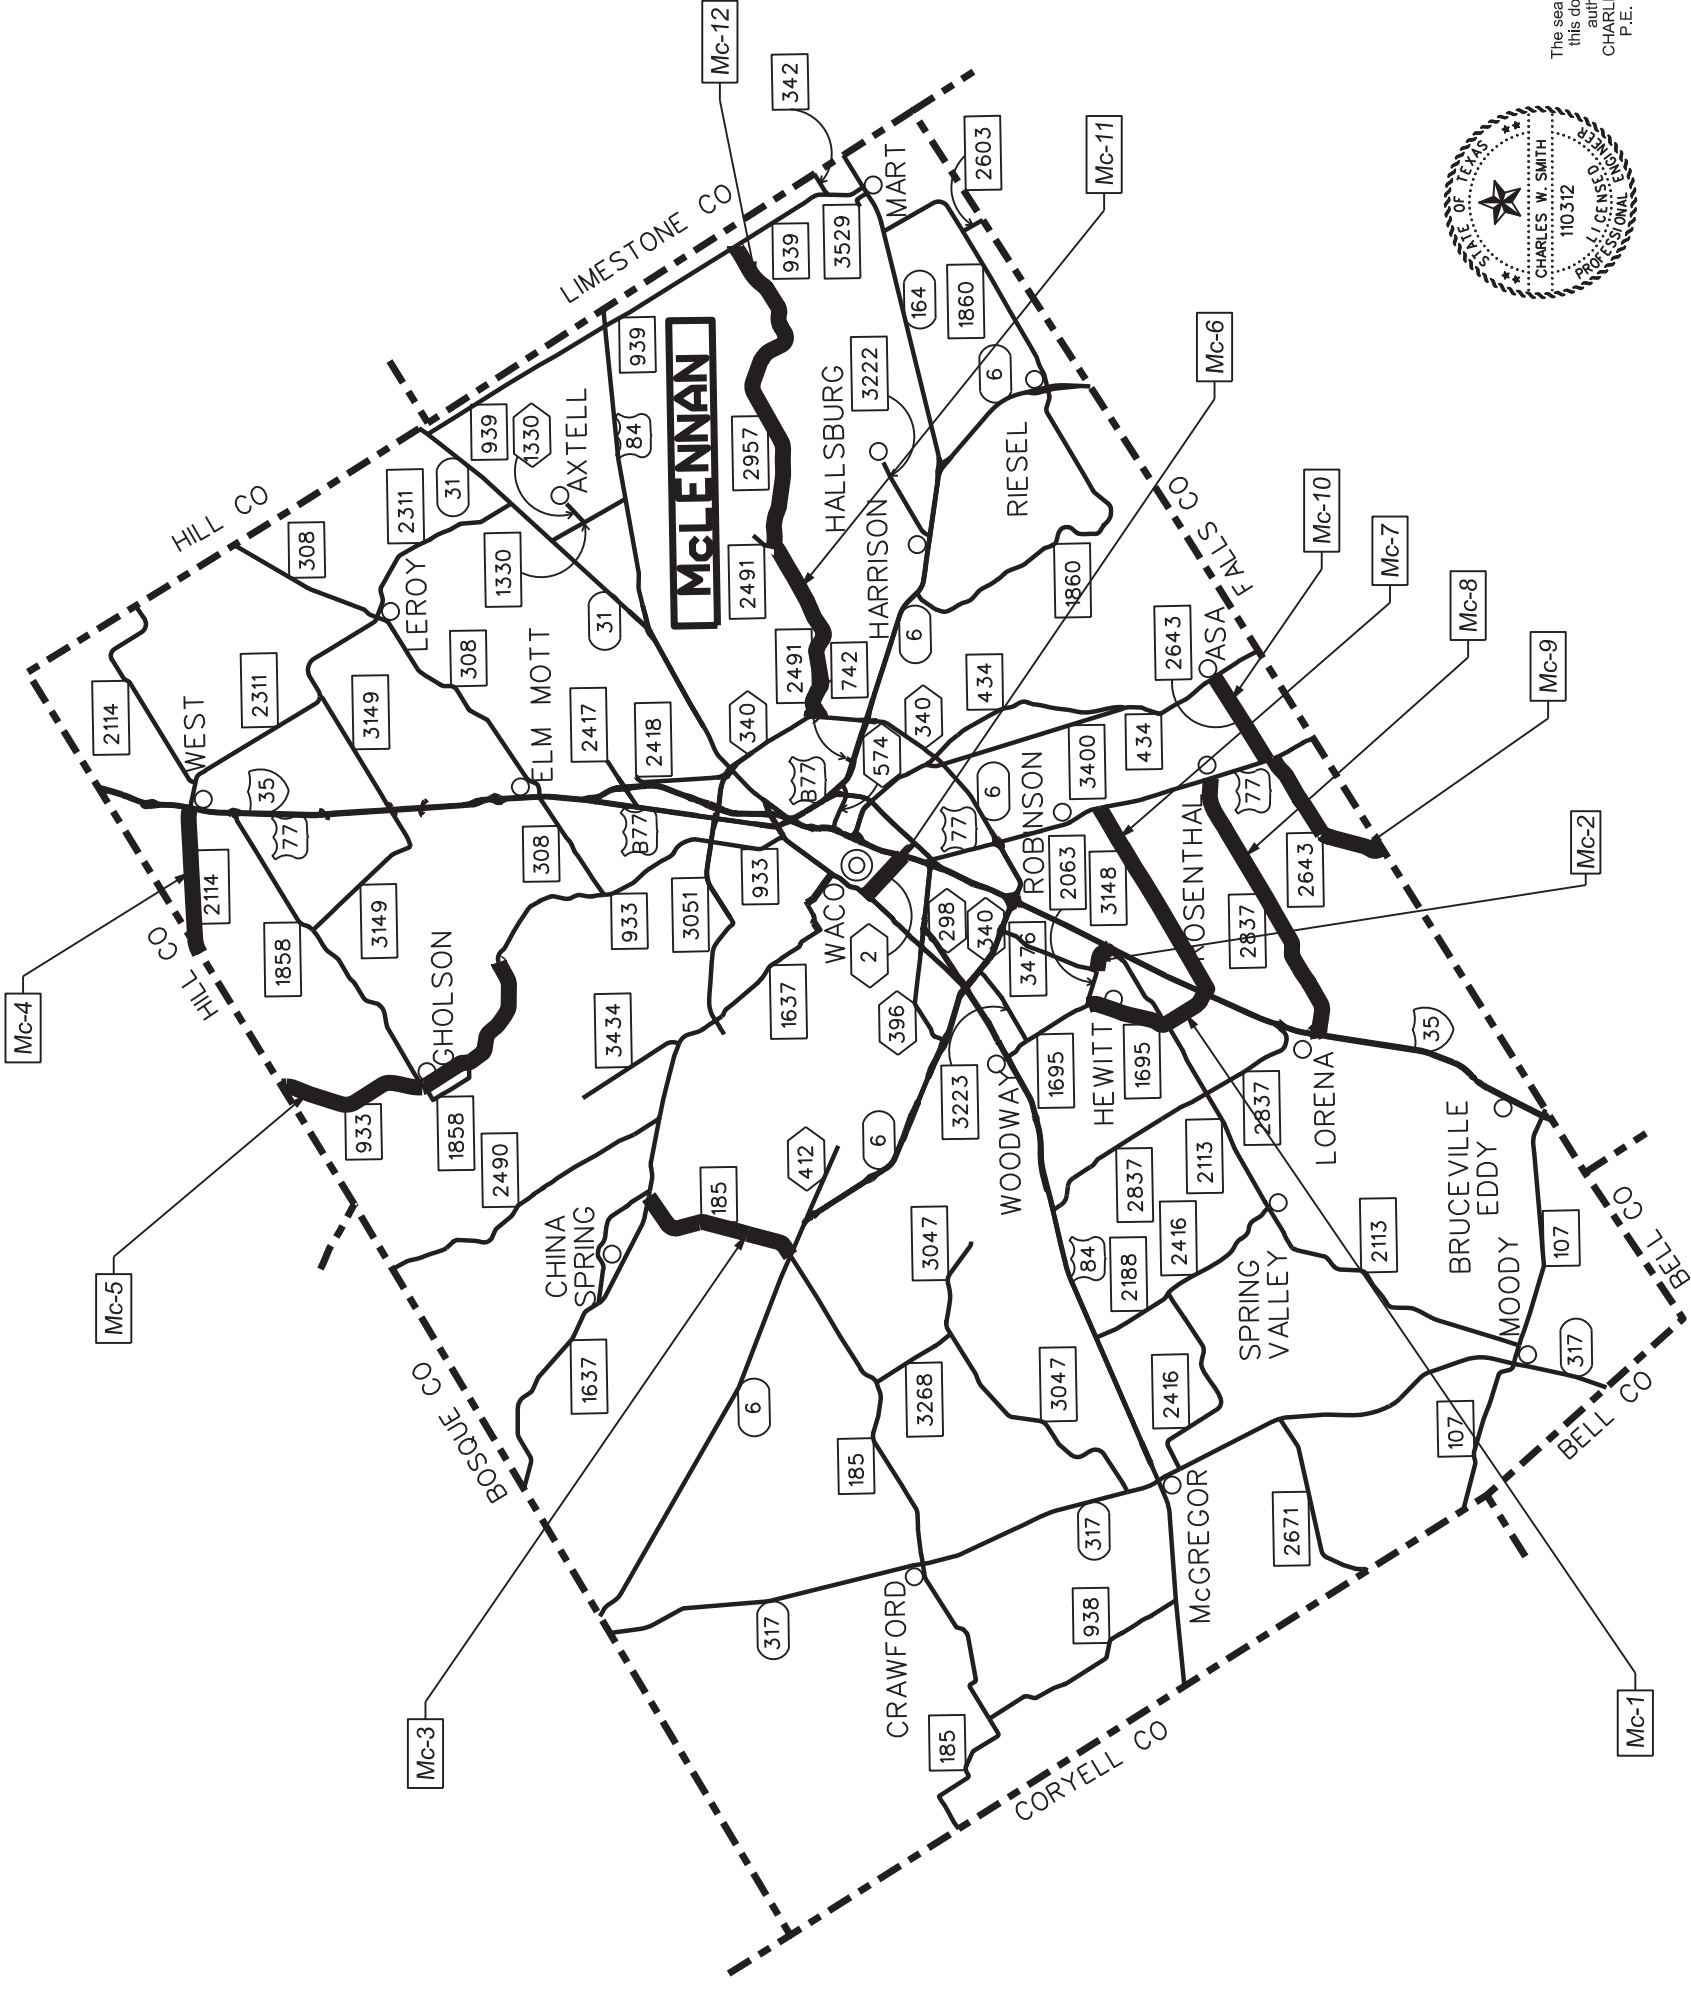 Mc-12
342
MART
2603
Mc-11
LIMESTONE CO
939
3529
164
1860
Mc-6
939
McLENNAN
HALLSBURG
3222
6
HILL CO
939
1330
AXTELL
84
2957
HARRISON
RIESEL
FALLS CO
Mc-10
308
2311
31
LEROY
1330
2491
1860
Mc-7
31
2491
742
6
434
2643
ASA
Mc-8
2114
WEST
2311
3149
308
ELM MOTT
2417
2418
340
340
574
434
3400
Mc-9
35
77
B77
B77
6
77
ROBINSON
77
2114
308
933
2063
3148
ROSENTHAL
2643
Mc-2
1858
3149
933
3051
WACO
2
298
340
3476
2837
HILL CO
Mc-4
GHOLSON
3434
1637
396
1695
HEWITT
1695
35
933
1858
2490
3223
WOODWAY
2837
LORENA
BRUCEVILLE
EDDY
Mc-5
412
6
2837
2113
185
CHINA
SPRING
3047
84
2188
2416
SPRING
VALLEY
2113
MOODY
107
317
BELL CO
BOSQUE CO
1637
6
3268
3047
2416
107
BELL CO
185
317
McGREGOR
2671
CRAWFORD
317
938
Mc-3
185
CORYELL CO
Mc-1
STATE OF TEXAS
CHARLES W SMITH
110312
LICENSED
PROFESSIONAL ENGINEER
The sea
this do
auth
CHARL
P.E.